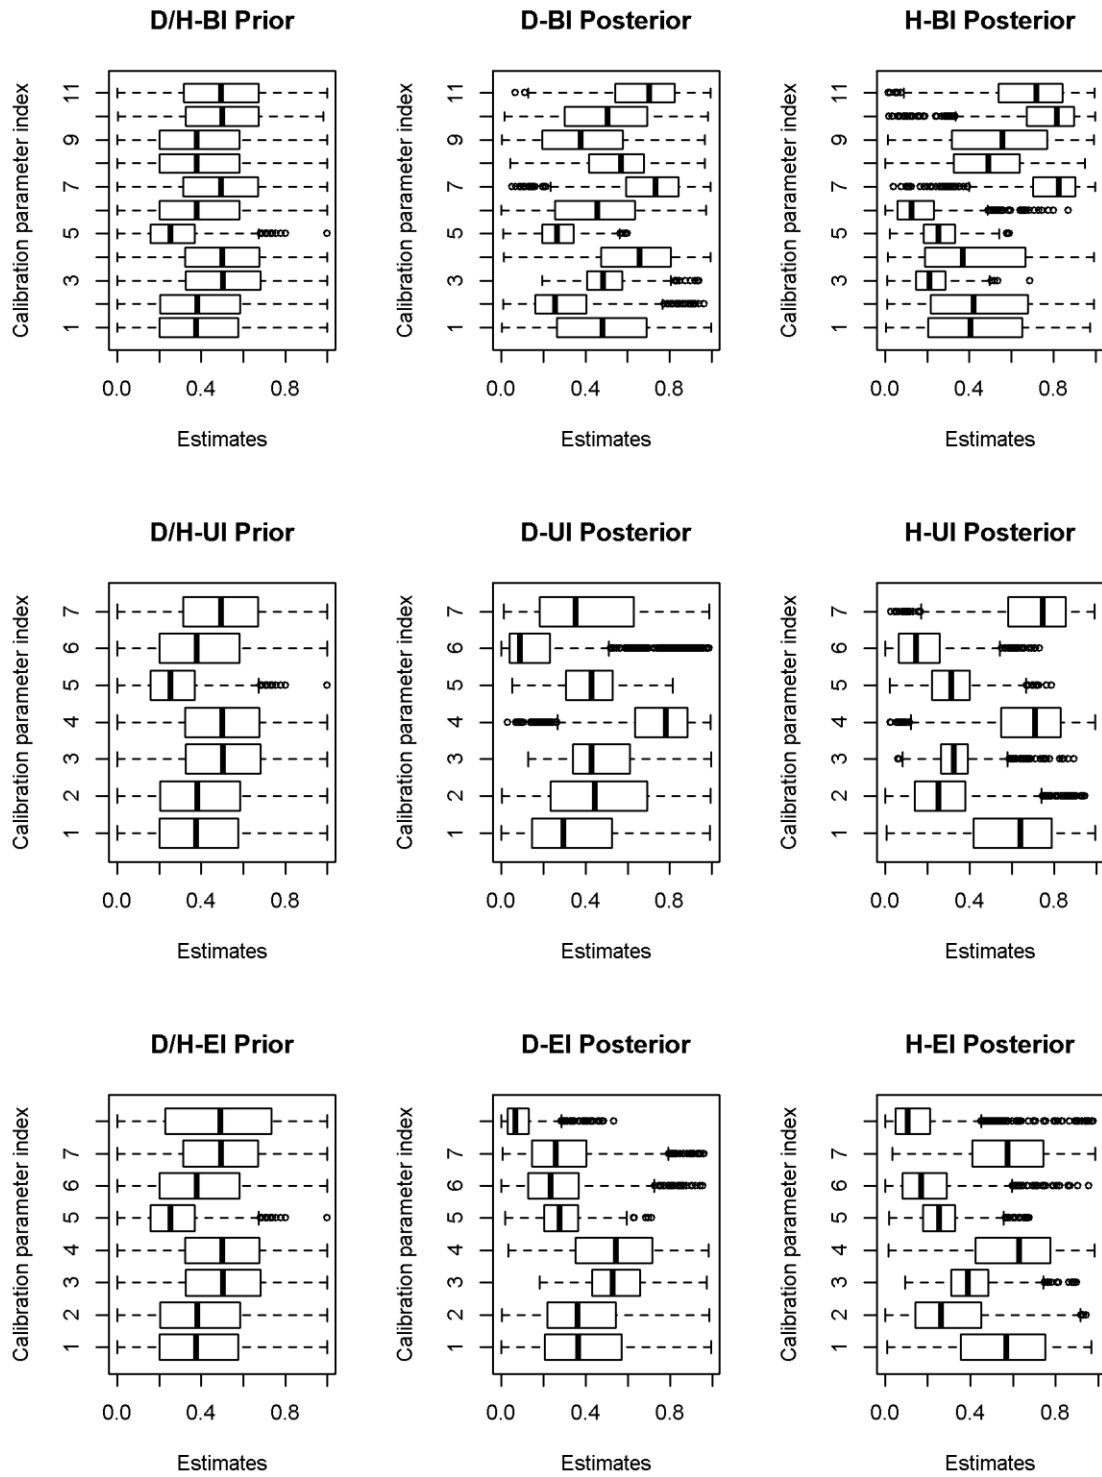 D/H-BI Prior
Calibration parameter index
11
9
7
5
3
1
0.0 0.4 0.8
Estimates
D-BI Posterior
Calibration parameter index
11
9
7
5
3
1
0.0 0.4 0.8
Estimates
H-BI Posterior
Calibration parameter index
11
9
7
5
3
1
0.0 0.4 0.8
Estimates
D/H-UI Prior
Calibration parameter index
7
6
5
4
3
2
1
0.0 0.4 0.8
Estimates
D-UI Posterior
Calibration parameter index
7
6
5
4
3
2
1
0.0 0.4 0.8
Estimates
H-UI Posterior
Calibration parameter index
7
6
5
4
3
2
1
0.0 0.4 0.8
Estimates
D/H-EI Prior
Calibration parameter index
7
6
5
4
3
2
1
0.0 0.4 0.8
Estimates
D-EI Posterior
Calibration parameter index
7
6
5
4
3
2
1
0.0 0.4 0.8
Estimates
H-EI Posterior
Calibration parameter index
7
6
5
4
3
2
1
0.0 0.4 0.8
Estimates